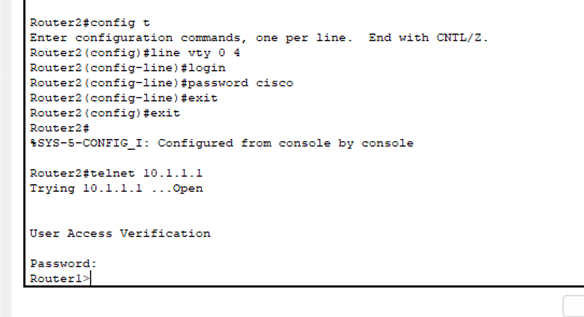 Router2#config t
Enter configuration commands, one per line.  End with CNTL/Z.
Router2(config)#line vty 0 4
Router2(config-line)#login
Router2(config-line)#password cisco
Router2(config-line)#exit
Router2(config)#exit
Router2#
%SYS-5-CONFIG_I: Configured from console by console
Router2#telnet 10.1.1.1
Trying 10.1.1.1 ...Open
User Access Verification
Password:
Router1>